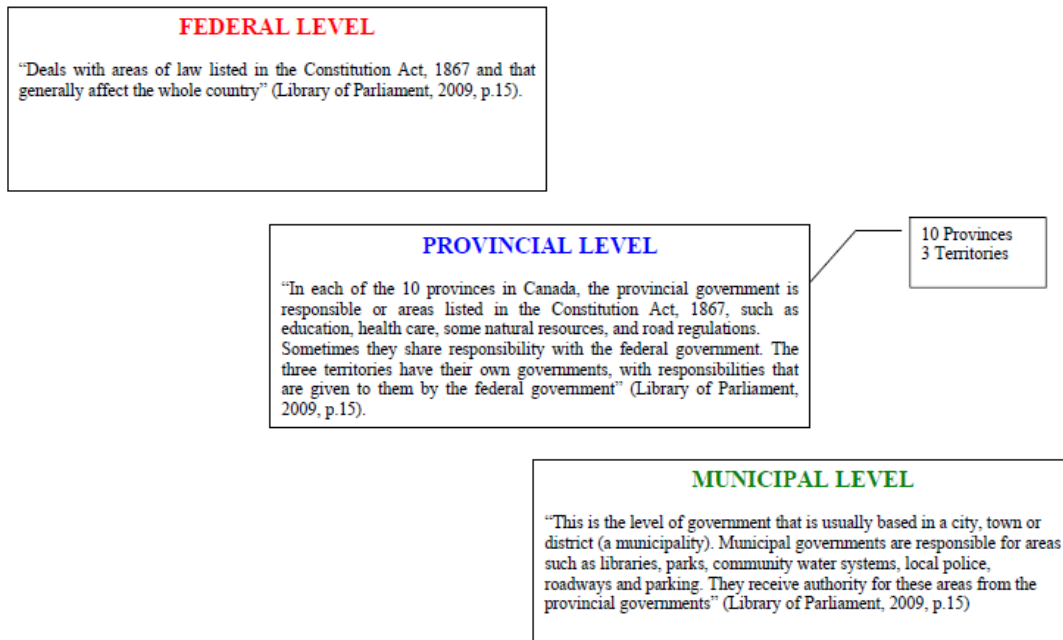 FEDERAL LEVEL
“Deals with areas of law listed in the Constitution Act, 1867 and that
generally affect the whole country” (Library of Parliament, 2009, p.15).
PROVINCIAL LEVEL
“In each of the 10 provinces in Canada, the provincial government is
responsible or areas listed in the Constitution Act, 1867, such as
education, health care, some natural resources, and road regulations.
Sometimes they share responsibility with the federal government. The
three territories have their own governments, with responsibilities that
are given to them by the federal government” (Library of Parliament,
2009, p.15).
10 Provinces
3 Territories
MUNICIPAL LEVEL
“This is the level of government that is usually based in a city, town or
district (a municipality). Municipal governments are responsible for areas
such as libraries, parks, community water systems, local police,
roadways and parking. They receive authority for these areas from the
provincial governments” (Library of Parliament, 2009, p.15)